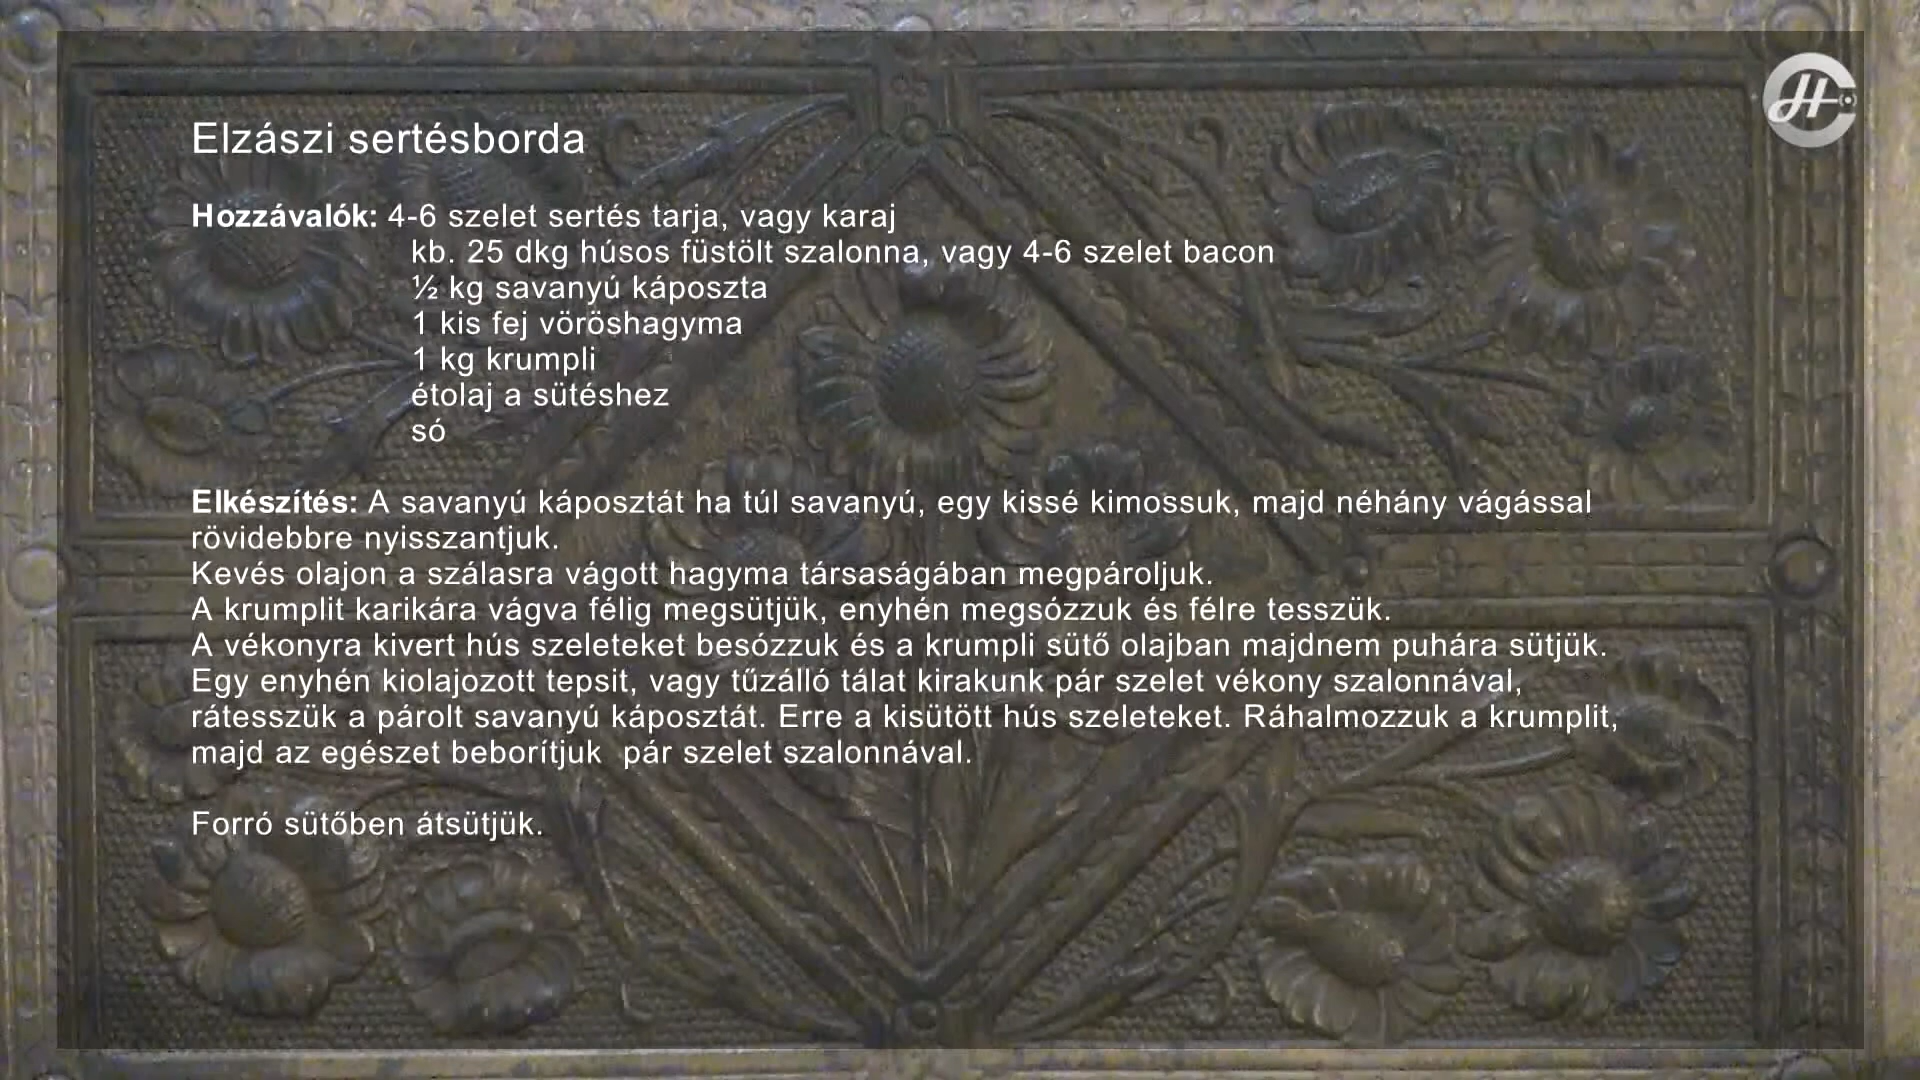 Elzászi sertésborda
Hozzávalók: 4-6 szelet sertés tarja, vagy karaj
kb. 25 dkg húsos füstölt szalonna, vagy 4-6 szelet bacon
½ kg savanyú káposzta
1 kis fej vöröshagyma
1 kg krumpli
étolaj a sütéshez
só
Elkészítés: A savanyú káposztát ha túl savanyú, egy kissé kimossuk, majd néhány vágással
rövidebbre nyisszantjuk.
Kevés olajon a szálasra vágott hagyma társaságában megpároljuk.
A krumplit karikára vágva félig megsütjük, enyhén megsózzuk és félre tesszük.
A vékonyra kivert hús szeleteket besózzuk és a krumpli sütő olajban majdnem puhára sütjük.
Egy enyhén kiolajozott tepsit, vagy tűzálló tálat kirakunk pár szelet vékony szalonnával,
rátesszük a párolt savanyú káposztát. Erre a kisütött hús szeleteket. Ráhalmozzuk a krumplit,
majd az egészet beborítjuk  pár szelet szalonnával.
Forró sütőben átsütjük.